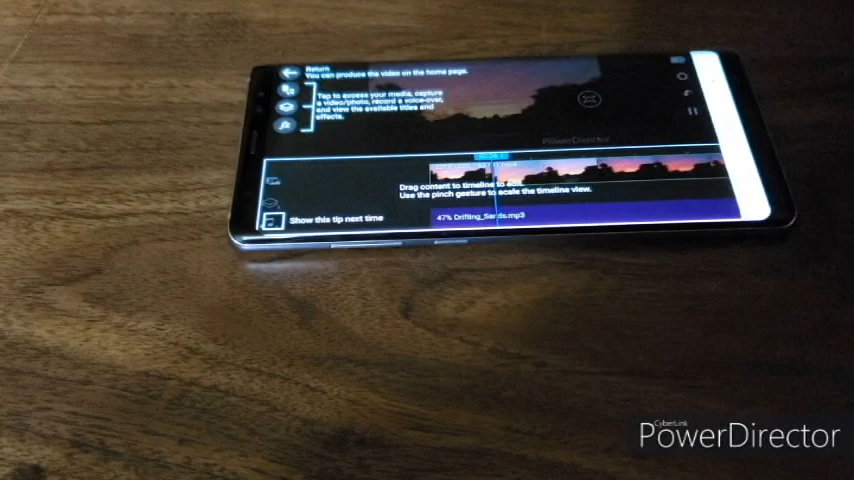 Return
You can produce the video on the home page.
Tap to access your media, capture
a video/photo, record a voice-over,
and view the available titles and
effects.
PowerDirector
Drag content to timeline to edit.
Use the pinch gesture to scale the timeline view.
Show this tip next time
47% Drifting_Sands.mp3
CyberLink
PowerDirector